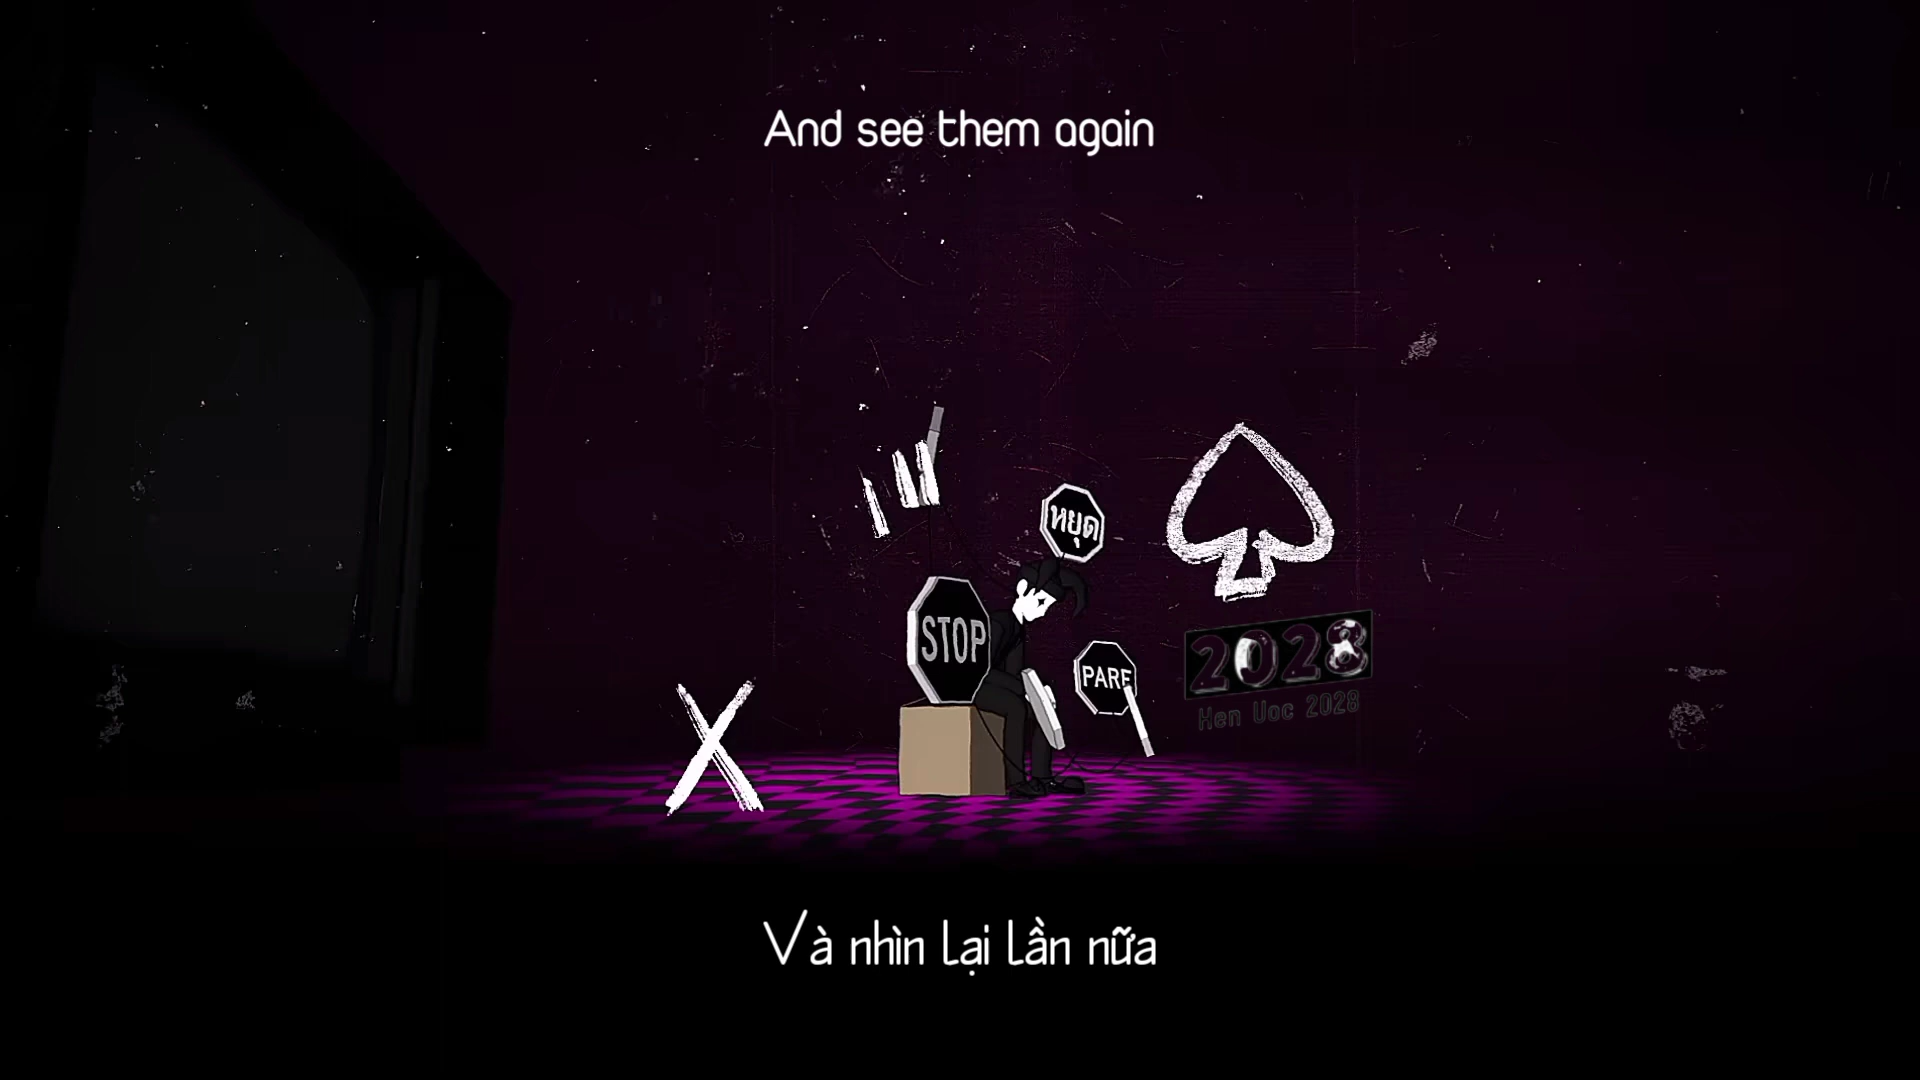 And see them again
หยุด
STOP
PARE
2028
Hen Uoc 2028
X
Và nhìn lại lần nữa